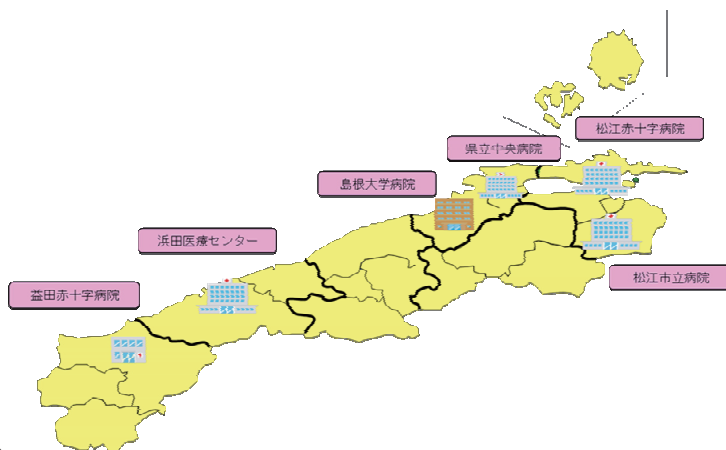 松江赤十字病院
県立中央病院
島根大学病院
浜田医療センター
松江市立病院
益田赤十字病院